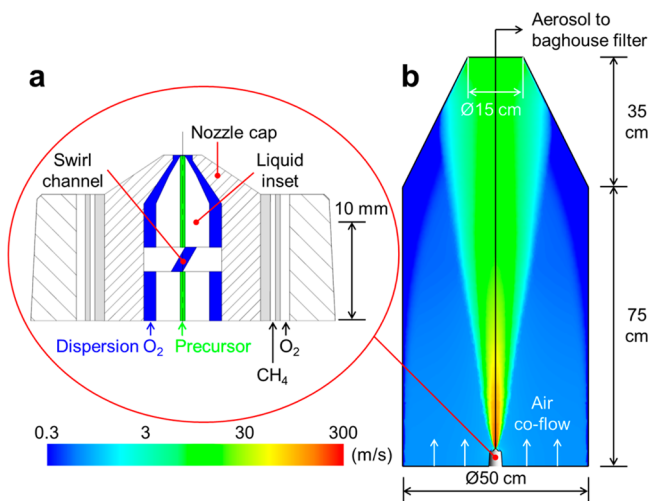 Aerosol to
baghouse filter
a
b
Nozzle cap
Swirl
channel
Liquid
inset
10 mm
Dispersion O₂
Precursor
O₂
CH₄
0.3
3
30
300
(m/s)
Ø15 cm
35
cm
75
cm
Air
co-flow
Ø50 cm